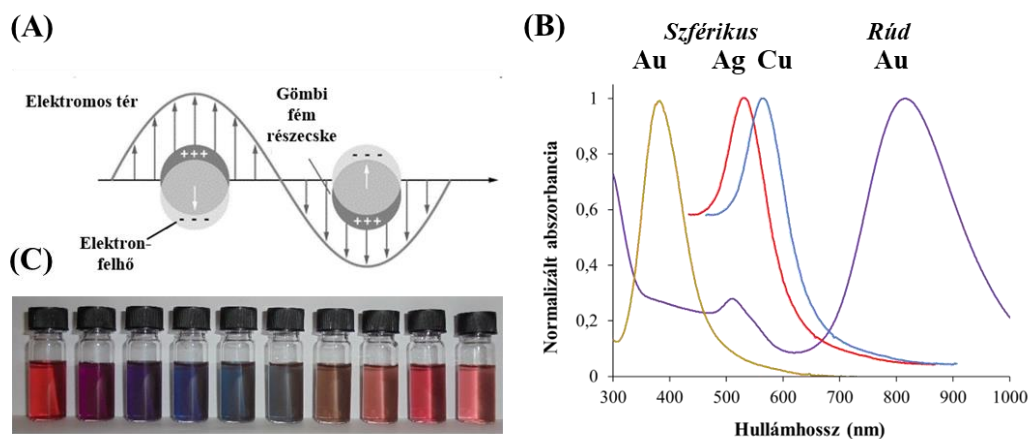 (A)
Elektromos tér
Gömbi
fém
részecske
+++
- - -
- - -
+++
Elektron-
felhő
(B)
Szférikus Rúd
Au Ag Cu Au
Normalizált abszorbancia
1
0,8
0,6
0,4
0,2
0
300 400 500 600 700 800 900 1000
Hullámhossz (nm)
(C)